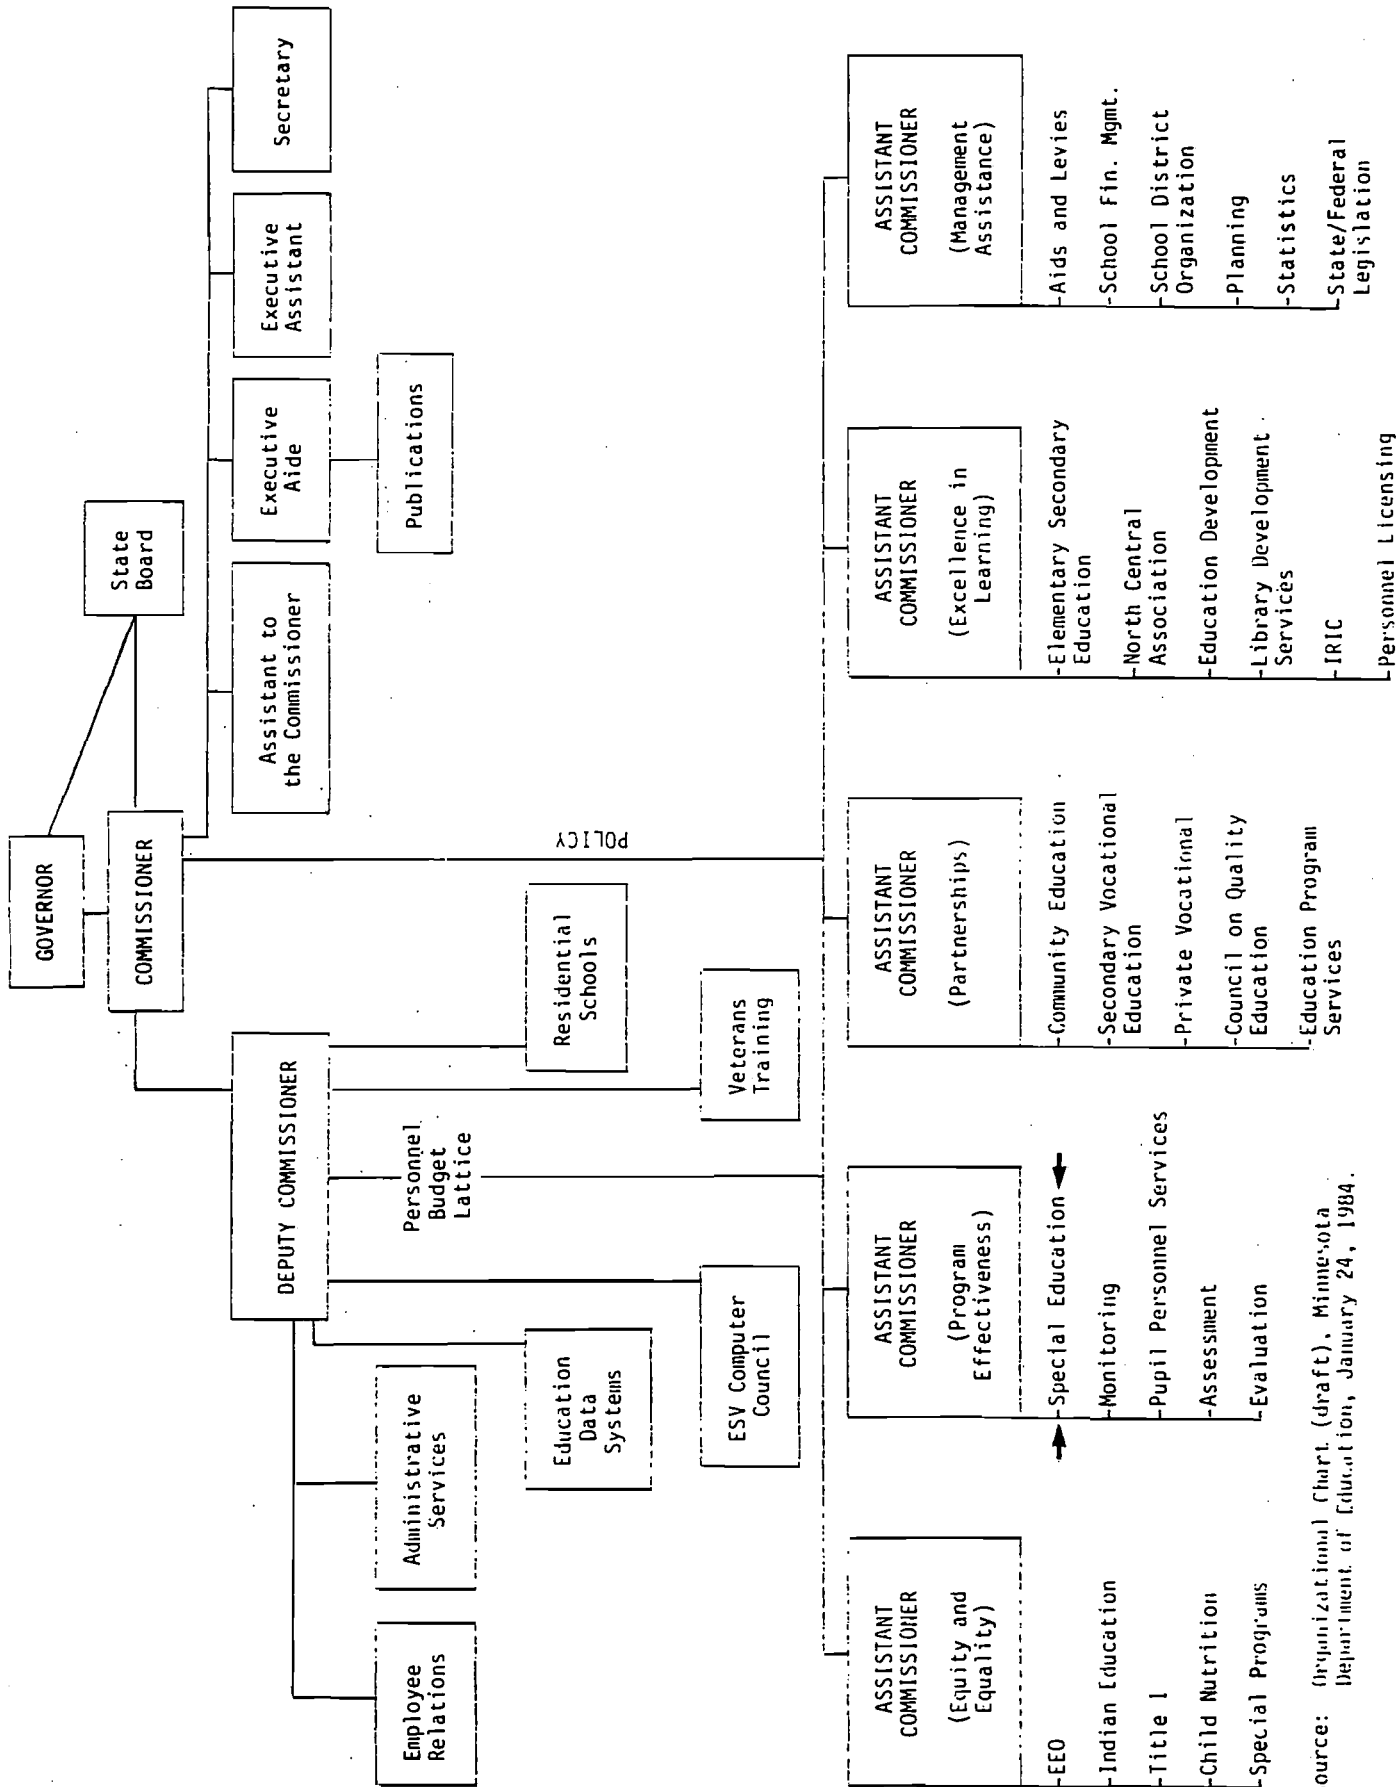 GOVERNOR
State
Board
COMMISSIONER
DEPUTY COMMISSIONER
Assistant to
the Commissioner
Executive
Aide
Executive
Assistant
Secretary
Publications
Employee
Relations
Administrative
Services
Personnel
Budget
Lattice
Education
Data
Systems
Residential
Schools
POLICY
ESV Computer
Council
Veterans
Training
ASSISTANT
COMMISSIONER
(Equity and
Equality)
-EEO
-Indian Education
-Title 1
-Child Nutrition
-Special Programs
ASSISTANT
COMMISSIONER
(Program
Effectiveness)
-Special Education
-Monitoring
-Pupil Personnel Services
-Assessment
-Evaluation
ASSISTANT
COMMISSIONER
(Partnerships)
-Community Education
-Secondary Vocational
Education
-Private Vocational
-Council on Quality
Education
-Education Program
Services
ASSISTANT
COMMISSIONER
(Excellence in
Learning)
-Elementary Secondary
Education
-North Central
Association
-Education Development
-Library Development
Services
-IRIC
-Personnel Licensing
ASSISTANT
COMMISSIONER
(Management
Assistance)
-Aids and Levies
-School Fin. Mgmt.
-School District
Organization
-Planning
-Statistics
-State/Federal
Legislation
ource: Organizational Chart (draft), Minnesota
Department of Education, January 24, 1984.